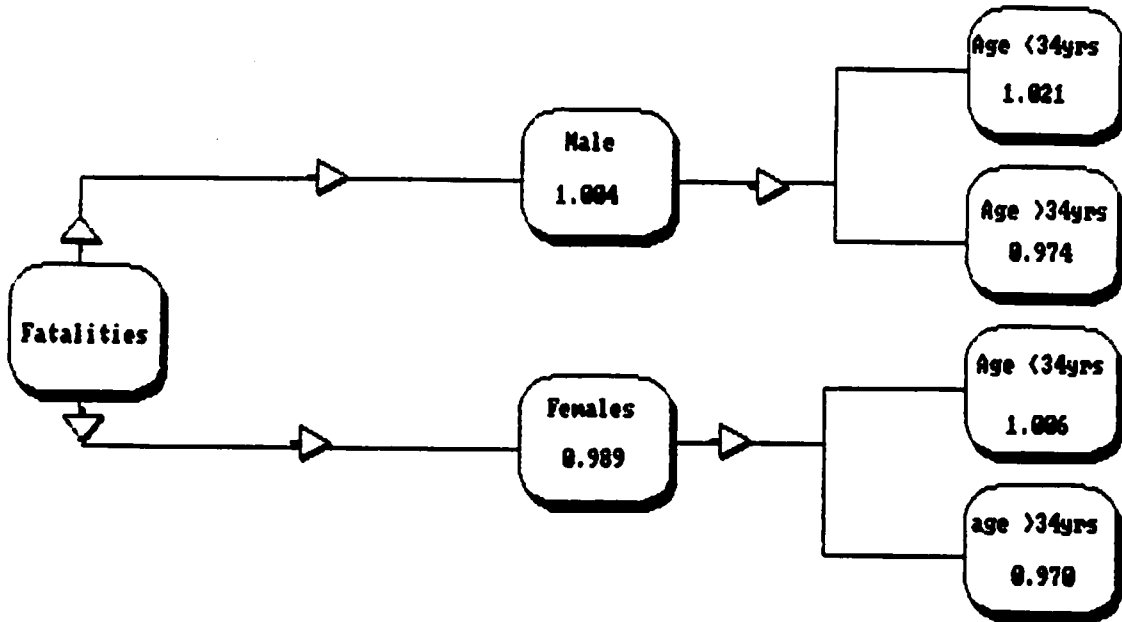 Fatalities
Male
1.004
Age <34yrs
1.021
Age >34yrs
0.974
Females
0.989
Age <34yrs
1.006
age >34yrs
0.970